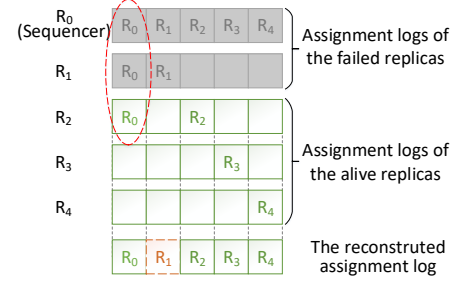 R0
(Sequencer)
R0 R1 R2 R3 R4
Assignment logs of
the failed replicas
R1
R0 R1
R2
R0 R2
R3
R3
Assignment logs of
the alive replicas
R4
R4
R0 R1 R2 R3 R4
The reconstruted
assignment log